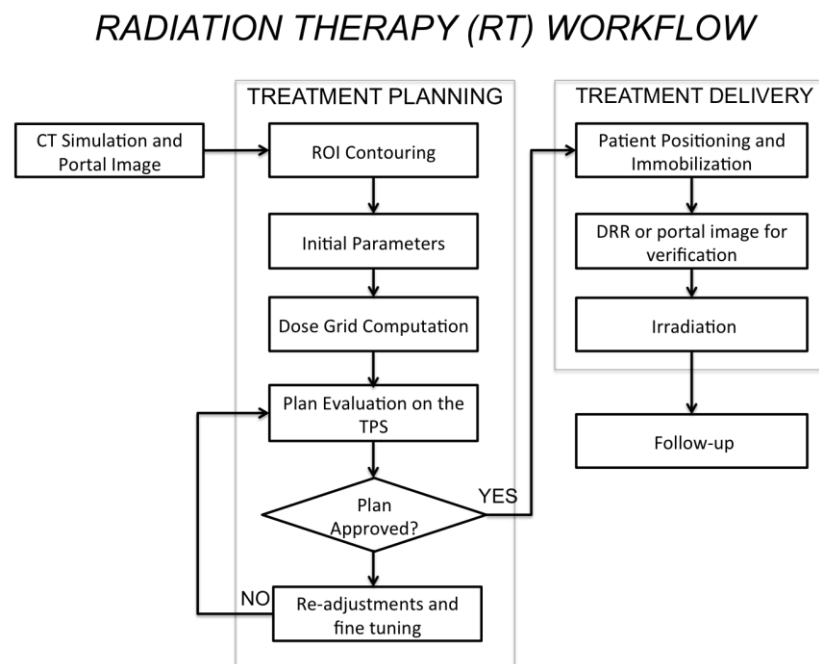 RADIATION THERAPY (RT) WORKFLOW
TREATMENT PLANNING
CT Simulation and
Portal Image
ROI Contouring
Initial Parameters
Dose Grid Computation
Plan Evaluation on the
TPS
Plan
Approved?
YES
NO
Re-adjustments and
fine tuning
TREATMENT DELIVERY
Patient Positioning and
Immobilization
DRR or portal image for
verification
Irradiation
Follow-up